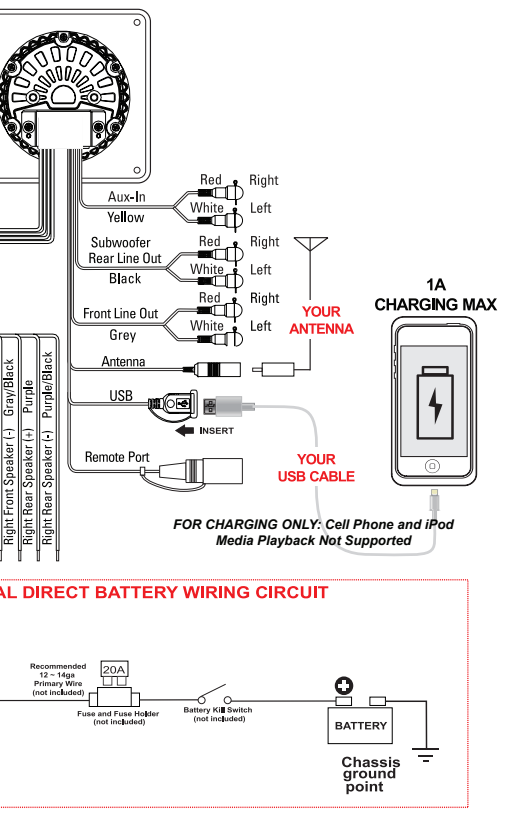 Aux-In
Yellow
Red
Right
White
Left
Subwoofer
Rear Line Out
Black
Red
Right
White
Left
Front Line Out
Grey
Red
Right
White
Left
YOUR
ANTENNA
Antenna
USB
INSERT
Remote Port
YOUR
USB CABLE
1A
CHARGING MAX
FOR CHARGING ONLY: Cell Phone and iPod
Media Playback Not Supported
Right Front Speaker (-) Gray/Black
Right Rear Speaker (+) Purple
Right Rear Speaker (-) Purple/Black
AL DIRECT BATTERY WIRING CIRCUIT
Recommended
12 ~ 14ga
Primary Wire
(not included)
20A
Fuse and Fuse Holder
(not included)
Battery Kill Switch
(not included)
BATTERY
Chassis
ground
point